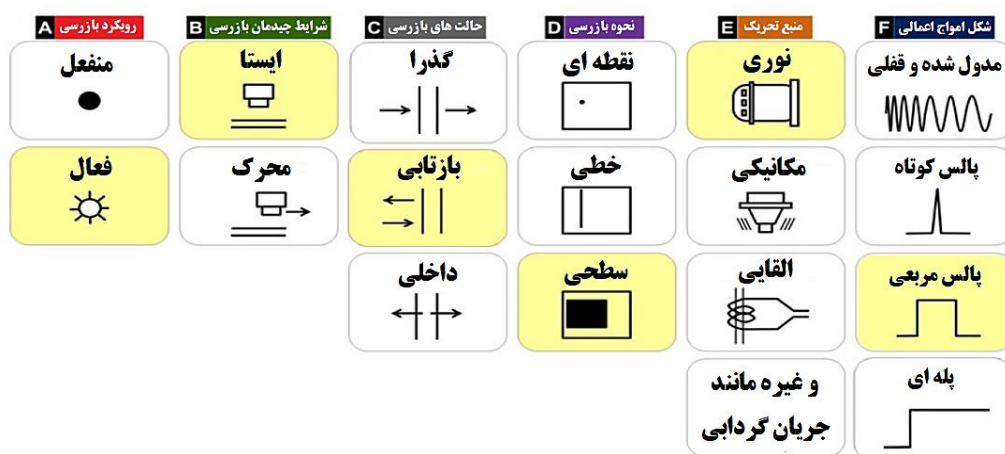 A رویکرد بازرسی
منفعل
فعال
B شرایط چیدمان بازرسی
ایستا
محرک
C حالت های بازرسی
گذرا
بازتابی
داخلی
D نحوه بازرسی
نقطه ای
خطی
سطحی
E منبع تحریک
نوری
مکانیکی
القایی
و غیره مانند
جریان گردابی
F شکل امواج اعمالی
مدول شده و قفلی
پالس کوتاه
پالس مربعی
پله ای